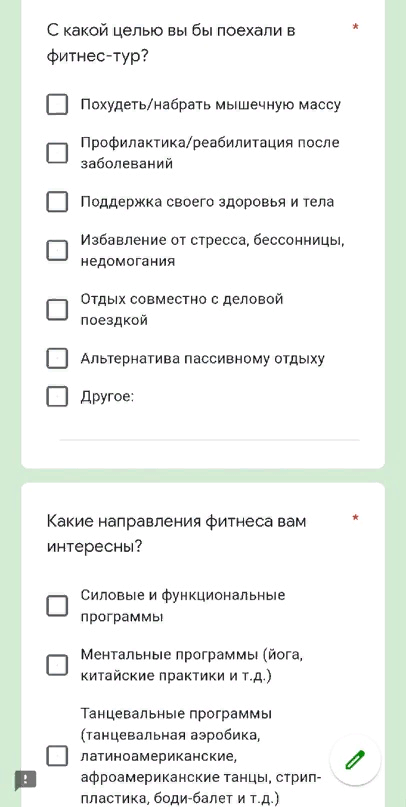 С какой целью вы бы поехали в *
фитнес-тур?
Похудеть/набрать мышечную массу
Профилактика/реабилитация после
заболеваний
Поддержка своего здоровья и тела
Избавление от стресса, бессонницы,
недомогания
Отдых совместно с деловой
поездкой
Альтернатива пассивному отдыху
Другое:
Какие направления фитнеса вам *
интересны?
Силовые и функциональные
программы
Ментальные программы (йога,
китайские практики и т.д.)
Танцевальные программы
(танцевальная аэробика,
латиноамериканские,
афроамериканские танцы, стрип-
пластика, боди-балет и т.д.)